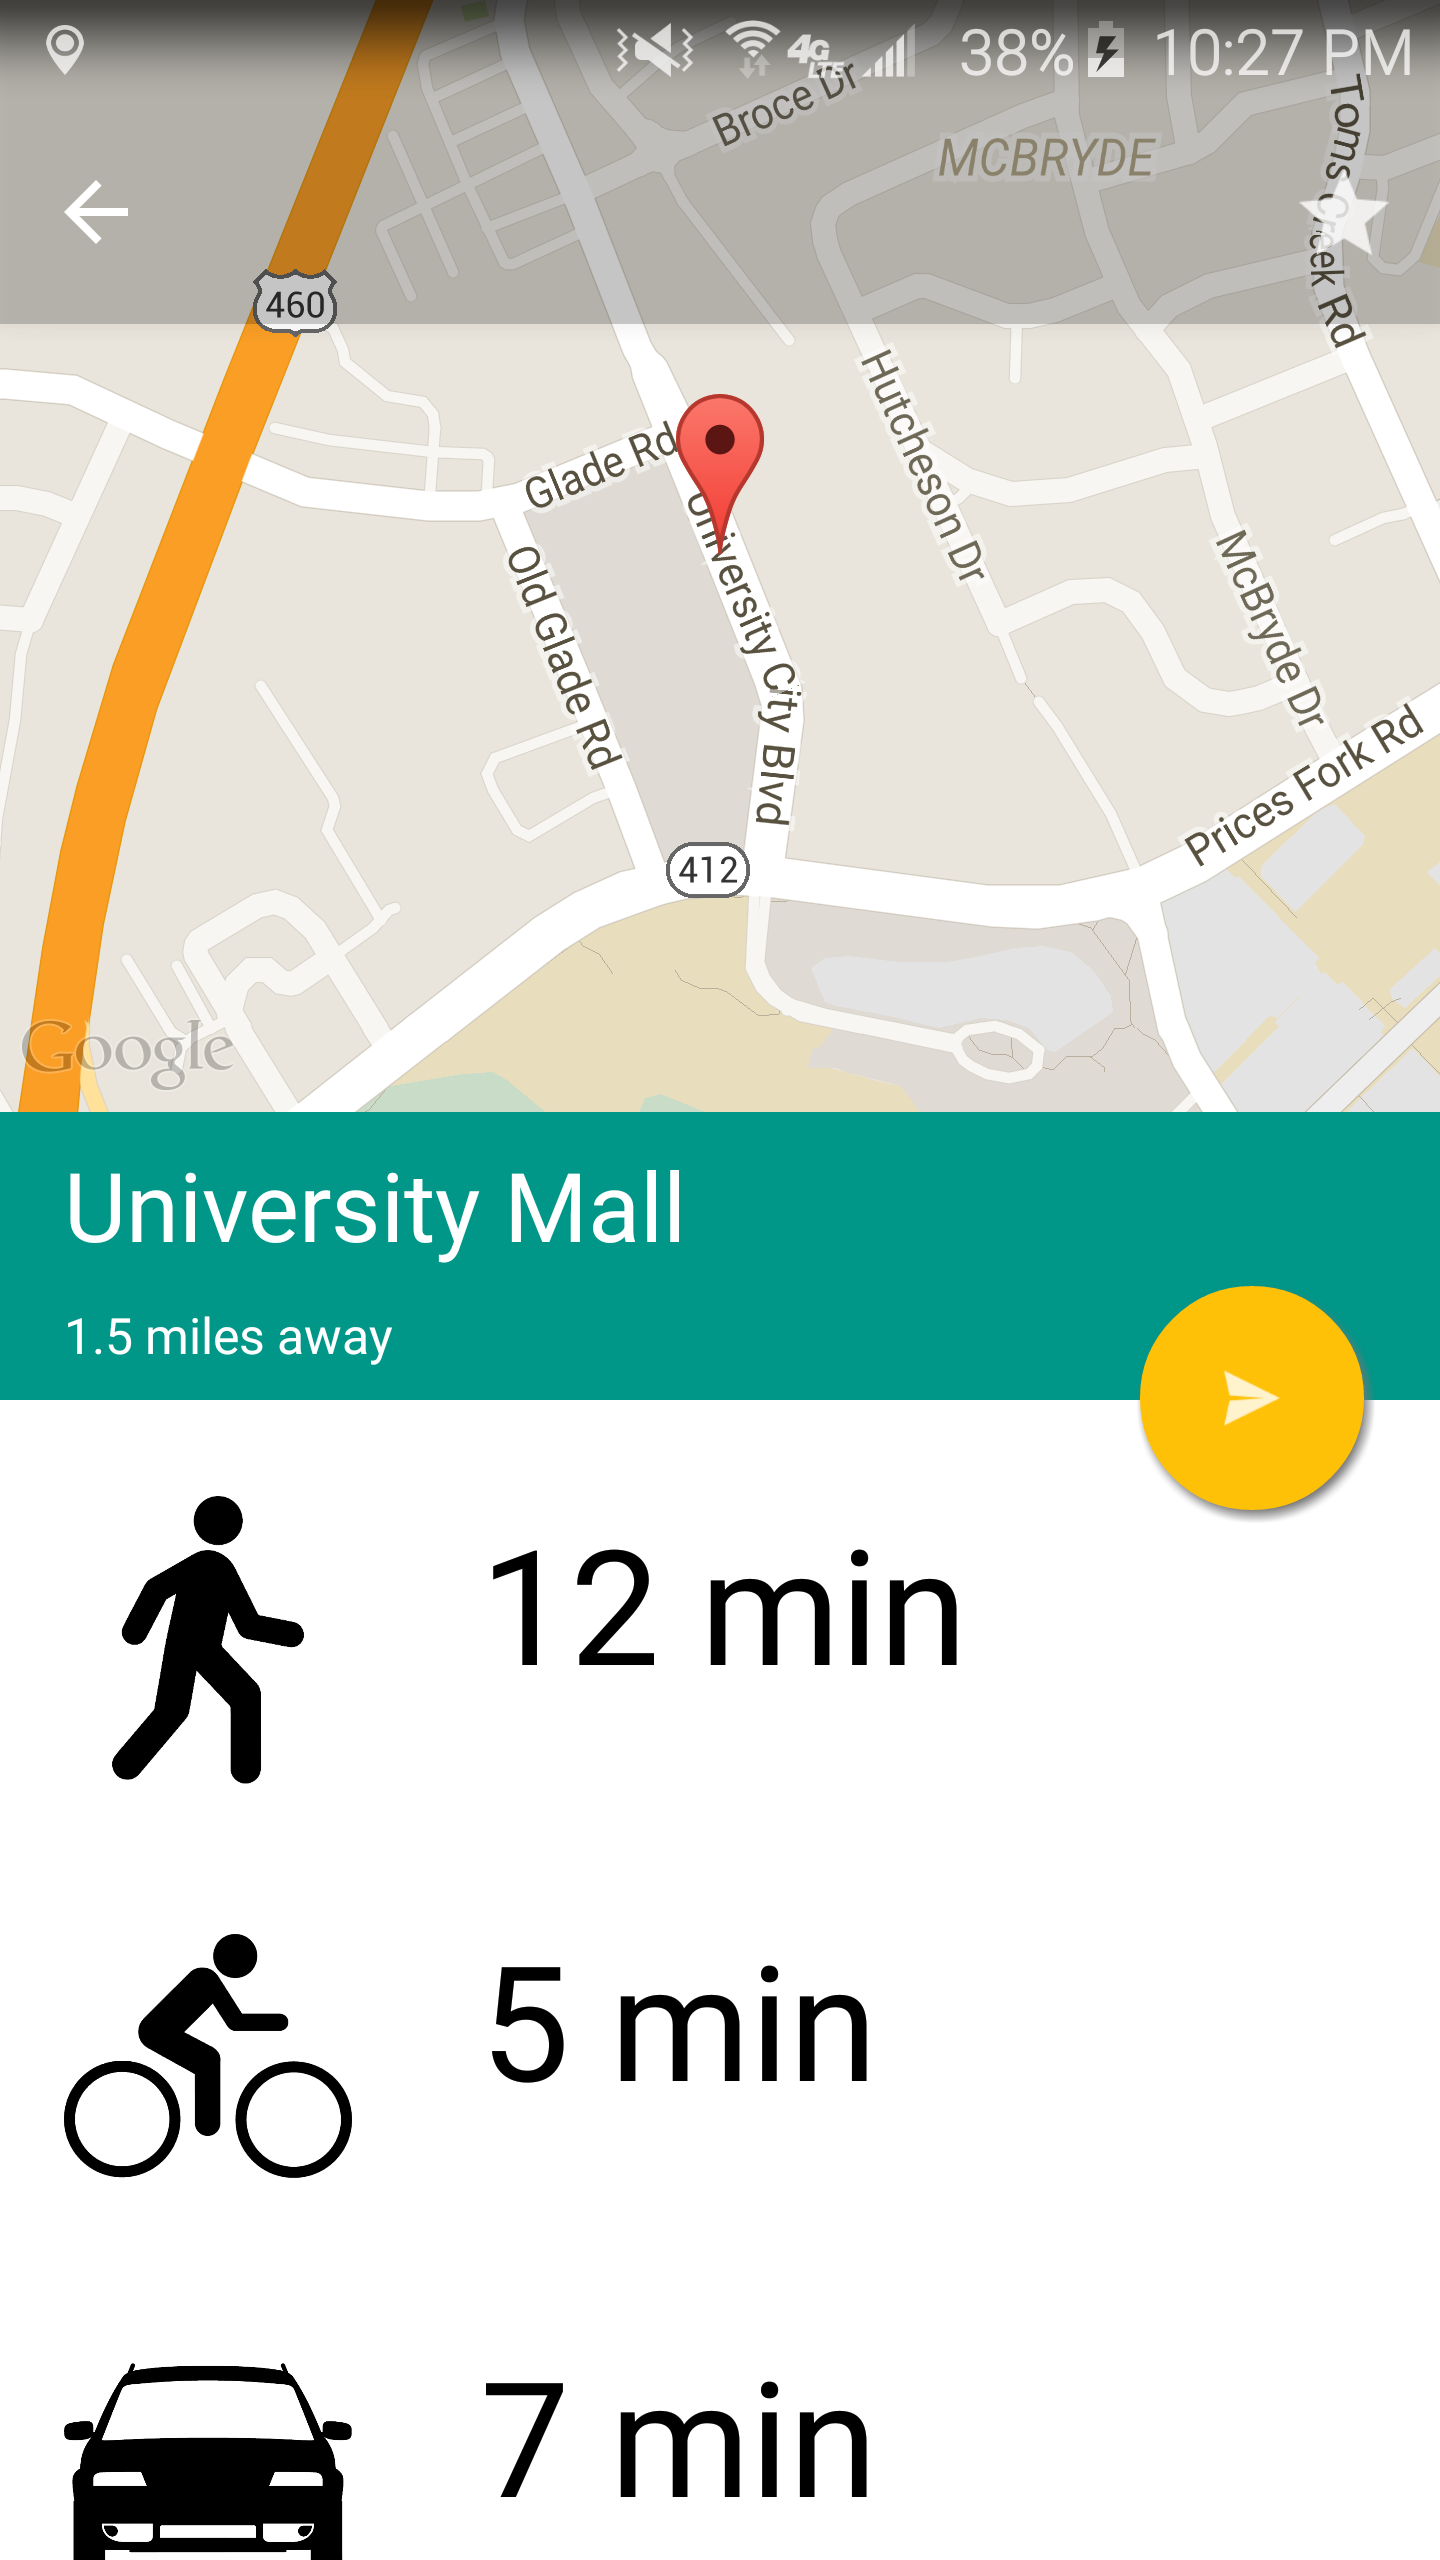 4G LTE 38% 10:27 PM
Broce Dr
MCBRYDE
Toms Creek Rd
460
Hutcheson Dr
Glade Rd
University City Blvd
Old Glade Rd
McBryde Dr
Prices Fork Rd
412
Google
University Mall
1.5 miles away
12 min
5 min
7 min